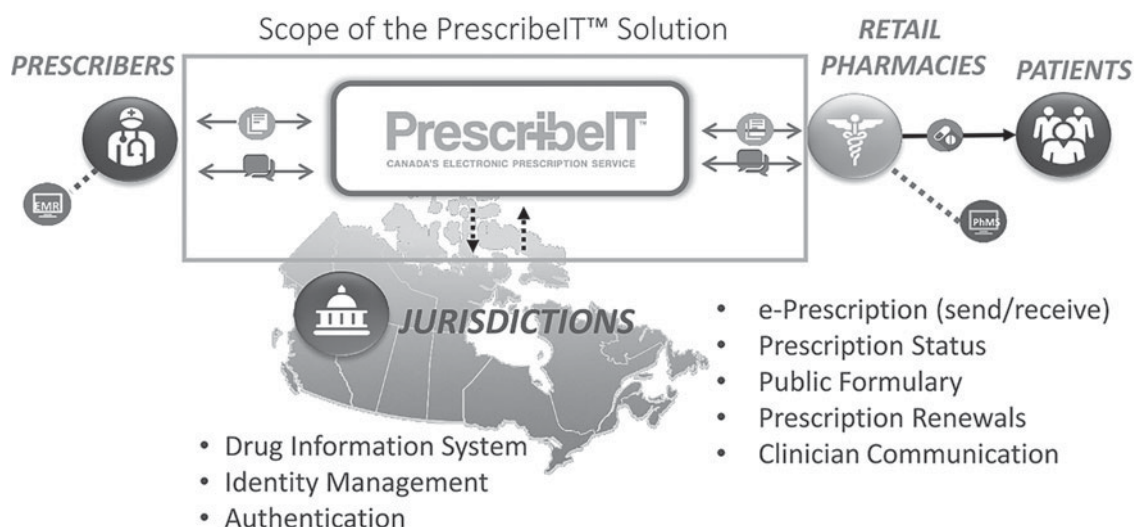 Scope of the PrescribeIT™ Solution
PRESCRIBERS
RETAIL
PHARMACIES
PATIENTS
PrescribeIT™
CANADA'S ELECTRONIC PRESCRIPTION SERVICE
EMR
PhMS
JURISDICTIONS
• e-Prescription (send/receive)
• Prescription Status
• Public Formulary
• Prescription Renewals
• Clinician Communication
• Drug Information System
• Identity Management
• Authentication